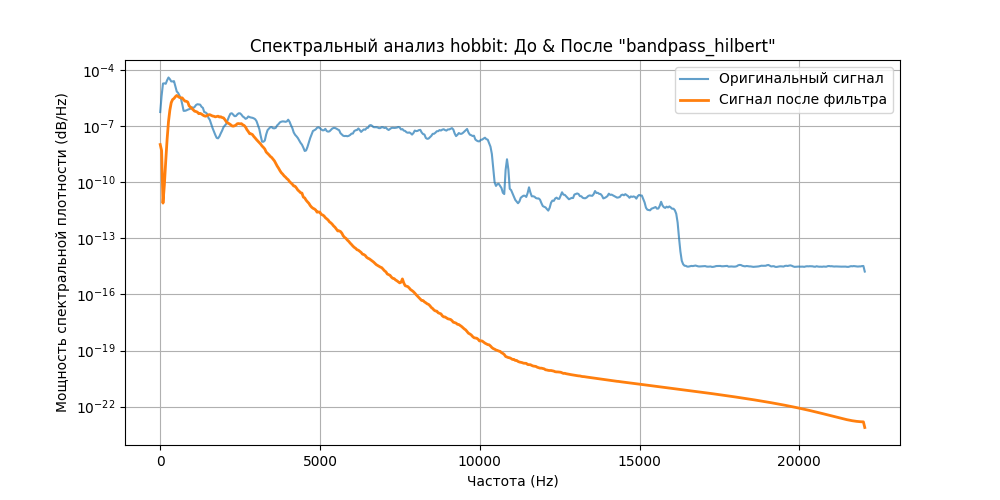 Спектральный анализ hobbit: До & После "bandpass_hilbert"
Оригинальный сигнал
Сигнал после фильтра
Мощность спектральной плотности (dB/Hz)
10⁻⁴
10⁻⁷
10⁻¹⁰
10⁻¹³
10⁻¹⁶
10⁻¹⁹
10⁻²²
0 5000 10000 15000 20000
Частота (Hz)